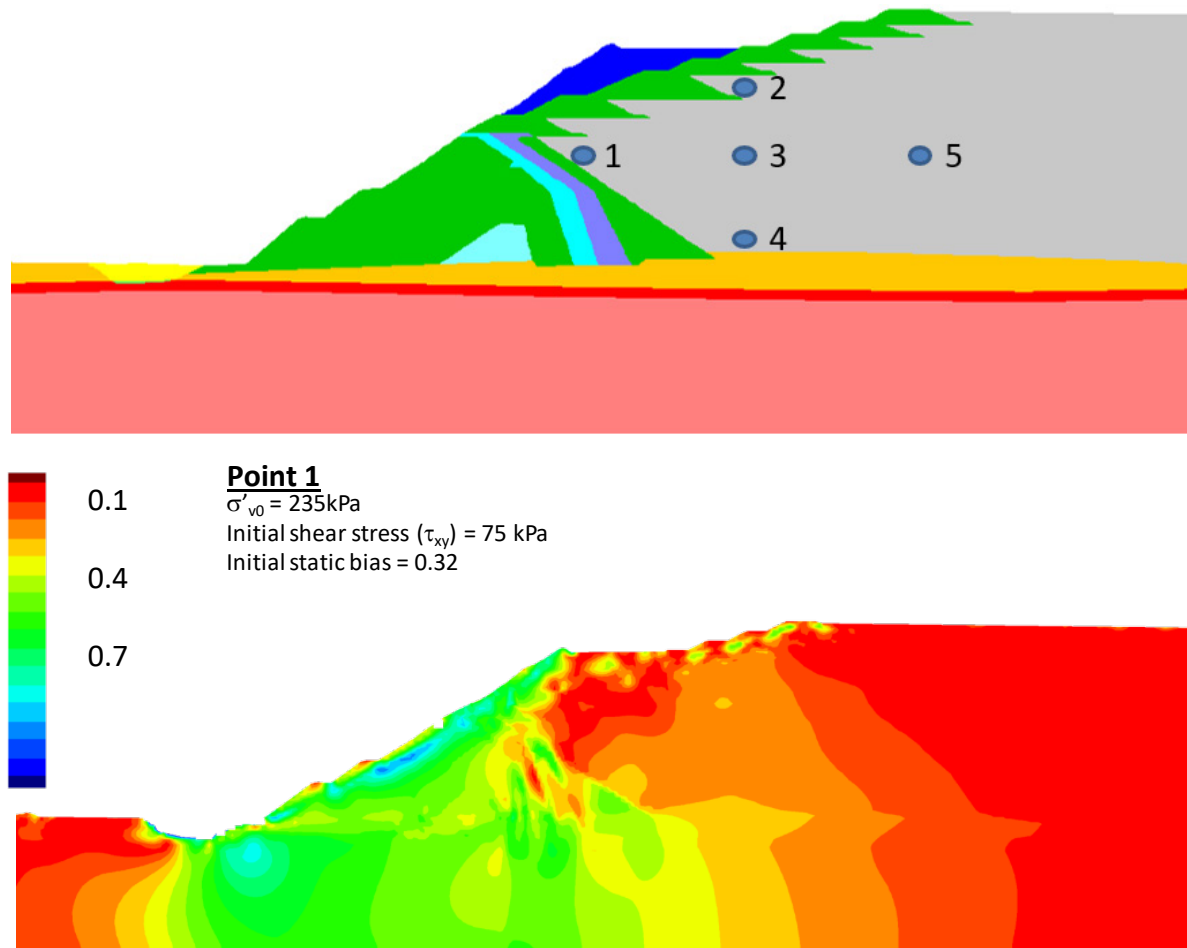 2
1
3
5
4
0.1
0.4
0.7
Point 1
σ'v0 = 235kPa
Initial shear stress (τxy) = 75 kPa
Initial static bias = 0.32